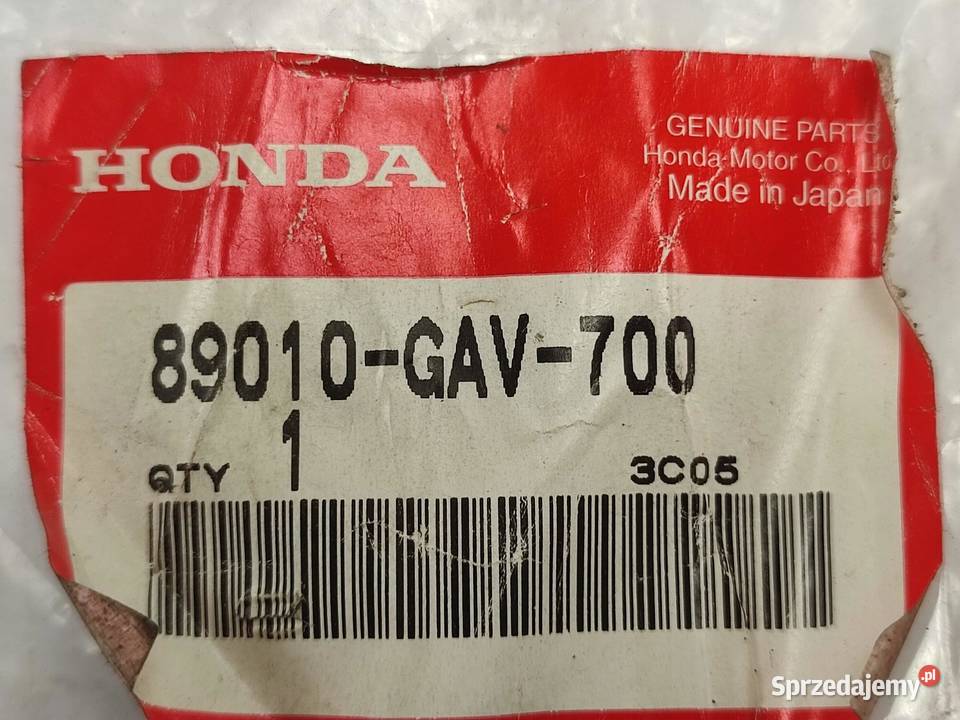 HONDA
GENUINE PARTS
Honda Motor Co., Ltd
Made in Japan
89010-GAV-700
QTY 1 3C05
Sprzedajemy.pl